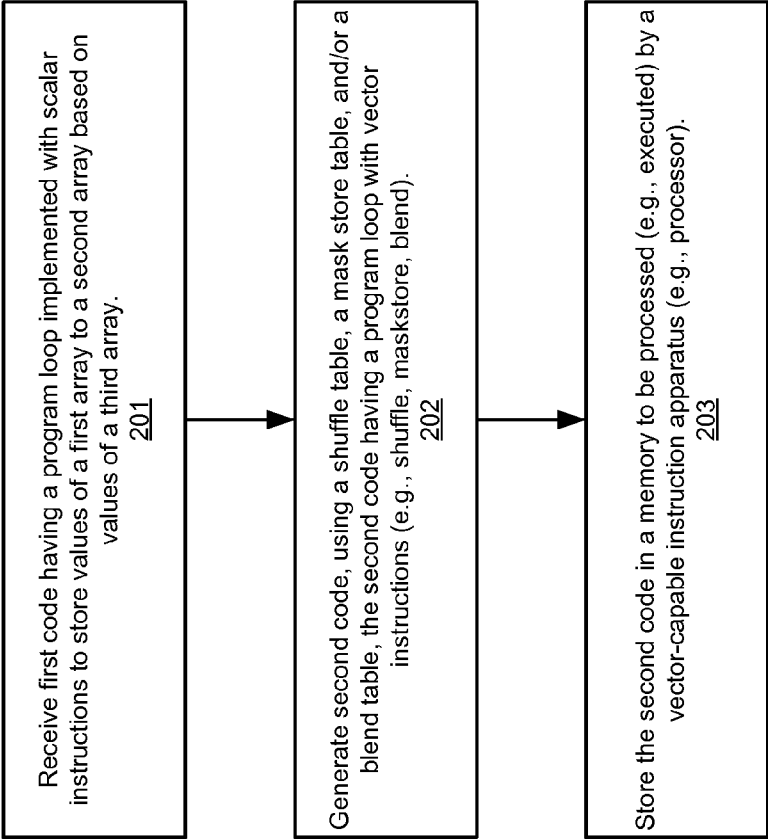 Receive first code having a program loop implemented with scalar
instructions to store values of a first array to a second array based on
values of a third array.
201
Generate second code, using a shuffle table, a mask store table, and/or a
blend table, the second code having a program loop with vector
instructions (e.g., shuffle, maskstore, blend).
202
Store the second code in a memory to be processed (e.g., executed) by a
vector-capable instruction apparatus (e.g., processor).
203